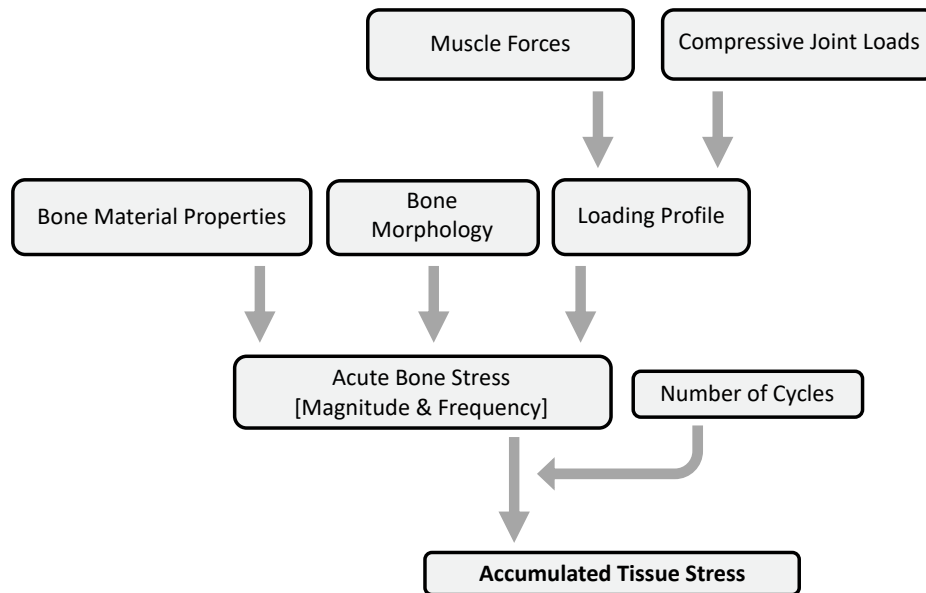 Muscle Forces
Compressive Joint Loads
Bone Material Properties
Bone
Morphology
Loading Profile
Acute Bone Stress
[Magnitude & Frequency]
Number of Cycles
Accumulated Tissue Stress